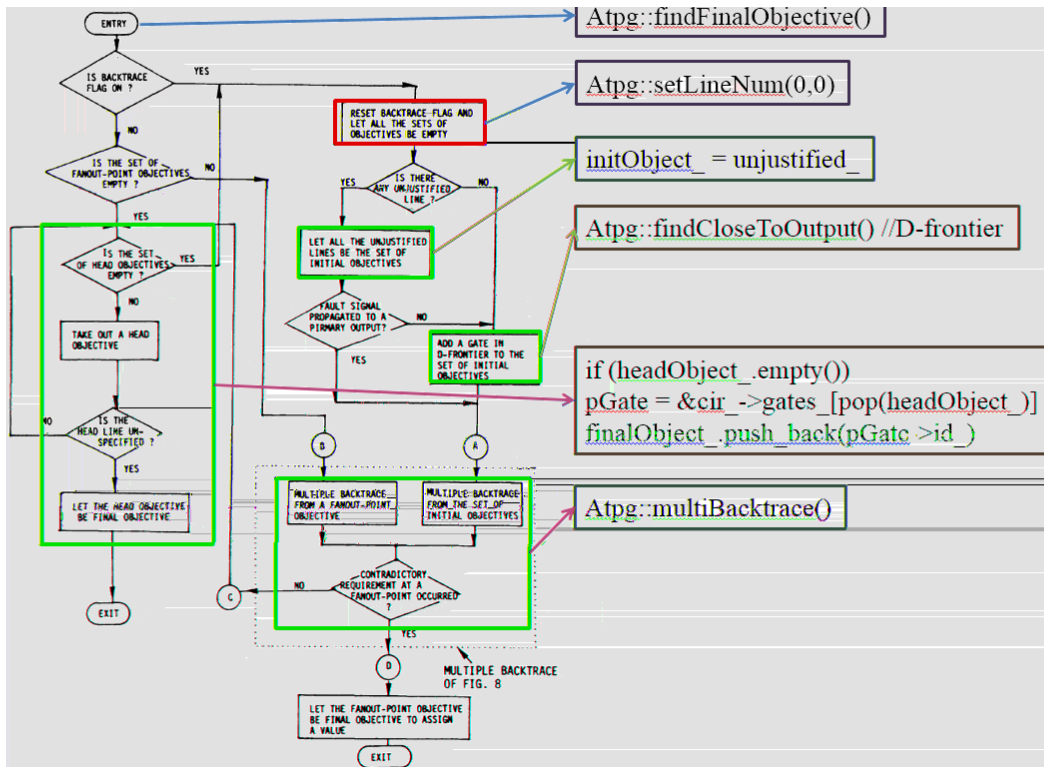 ENTRY
Atpg::findFinalObjective()
IS BACKTRACE
FLAG ON ?
YES
NO
Atpg::setLineNum(0,0)
RESET BACKTRACE FLAG AND
LET ALL THE SETS OF
OBJECTIVES BE EMPTY
IS THE SET OF
FANOUT-POINT OBJECTIVES
EMPTY ?
NO
YES
IS THERE
ANY UNJUSTIFIED
LINE ?
YES
NO
initObject_ = unjustified_
LET ALL THE UNJUSTIFIED
LINES BE THE SET OF
INITIAL OBJECTIVES
Atpg::findCloseToOutput() //D-frontier
IS THE SET
OF HEAD OBJECTIVES
EMPTY ?
YES
NO
FAULT SIGNAL
PROPAGATED TO A
PIRMARY OUTPUT?
NO
YES
TAKE OUT A HEAD
OBJECTIVE
ADD A GATE IN
D-FRONTIER TO THE
SET OF INITIAL
OBJECTIVES
if (headObject_.empty())
pGate = &cir_->gates_[pop(headObject_)]
finalObject_.push_back(pGate >id_)
IS THE
HEAD LINE UN-
SPECIFIED ?
NO
YES
B
A
LET THE HEAD OBJECTIVE
BE FINAL OBJECTIVE
EXIT
MULTIPLE BACKTRACE
FROM A FANOUT-POINT
OBJECTIVE
MULTIPLE BACKTRACE
FROM THE SET OF
INITIAL OBJECTIVES
Atpg::multiBacktrace()
CONTRADICTORY
REQUIREMENT AT A
FANOUT-POINT OCCURRED
?
NO
C
YES
D
MULTIPLE BACKTRACE
OF FIG. 8
LET THE FANOUT-POINT OBJECTIVE
BE FINAL OBJECTIVE TO ASSIGN
A VALUE
EXIT